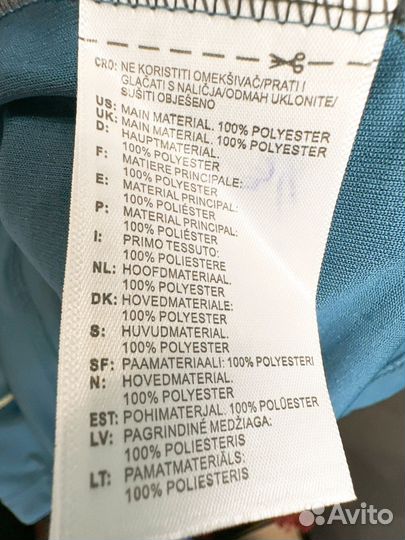 CRO: NE KORISTITI OMEKŠIVAČ/PRATI I
GLAČATI S NALIČJA/ODMAH UKLONITE/
SUŠITI OBJEŠENO
US: MAIN MATERIAL. 100% POLYESTER
UK: MAIN MATERIAL. 100% POLYESTER
D: HAUPTMATERIAL.
100% POLYESTER
F: MATIERE PRINCIPALE:
100% POLYESTER
E: MATERIAL PRINCIPAL:
100% POLIÉSTER
P: MATERIAL PRINCIPAL:
100% POLIÉSTER
I: PRIMO TESSUTO:
100% POLIESTERE
NL: HOOFDMATERIAAL.
100% POLYESTER
DK: HOVEDMATERIALE:
100% POLYESTER
S: HUVUDMATERIAL.
100% POLYESTER
SF: PAAMATERIAALI: 100% POLYESTERI
N: HOVEDMATERIAL.
100% POLYESTER
EST: POHIMATERJAL. 100% POLÜESTER
LV: PAGRINDINĖ MEDŽIAGA:
100% POLIESTERIS
LT: PAMATMATERIĀLS:
100% POLIESTERIS
Avito